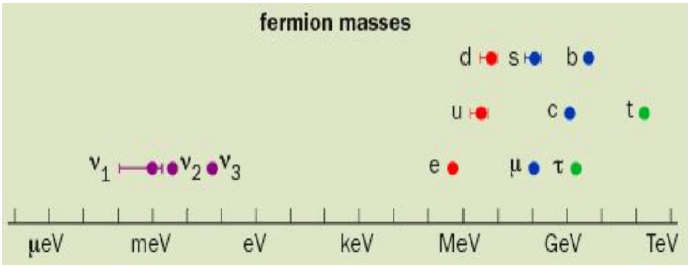 fermion masses
d s b
u c t
ν₁ ν₂ ν₃ e μ τ
μeV meV eV keV MeV GeV TeV